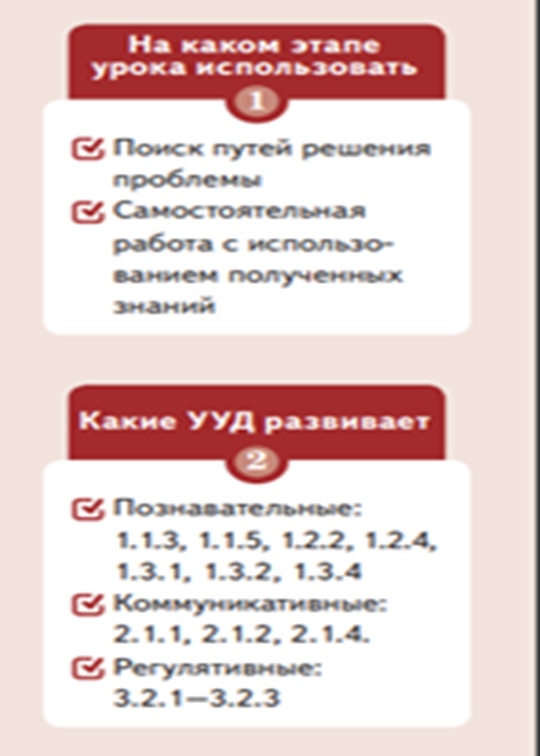 На каком этапе
урока использовать
1
Поиск путей решения
проблемы
Самостоятельная
работа с использо-
ванием полученных
знаний
Какие УУД развивает
2
Познавательные:
1.1.3, 1.1.5, 1.2.2, 1.2.4,
1.3.1, 1.3.2, 1.3.4
Коммуникативные:
2.1.1, 2.1.2, 2.1.4.
Регулятивные:
3.2.1—3.2.3